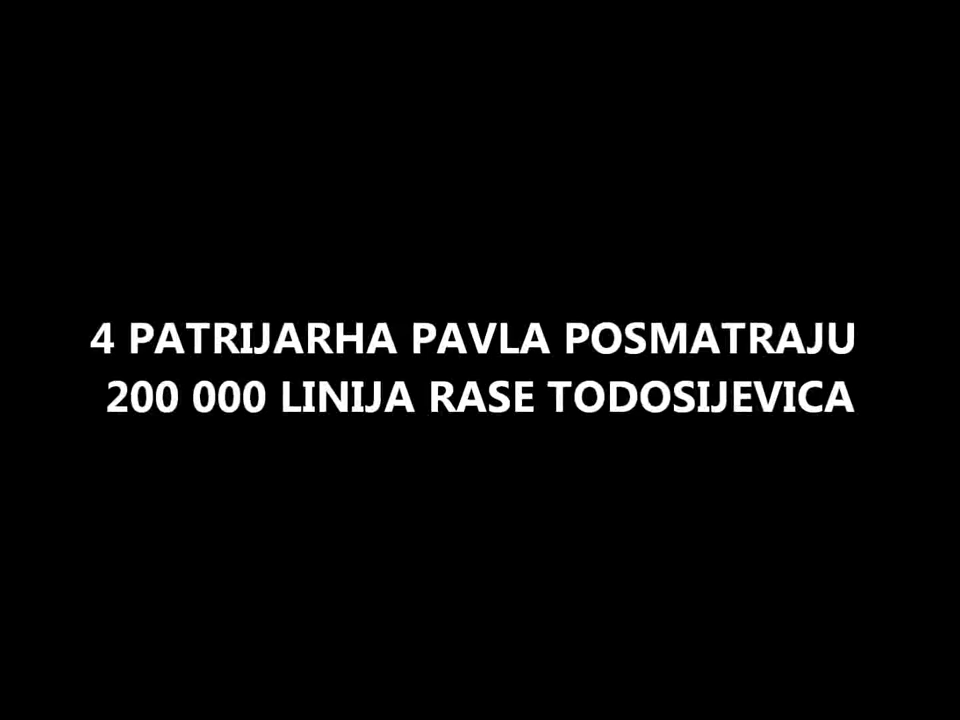 4 PATRIJARHA PAVLA POSMATRAJU
200 000 LINIJA RASE TODOSIJEVICA